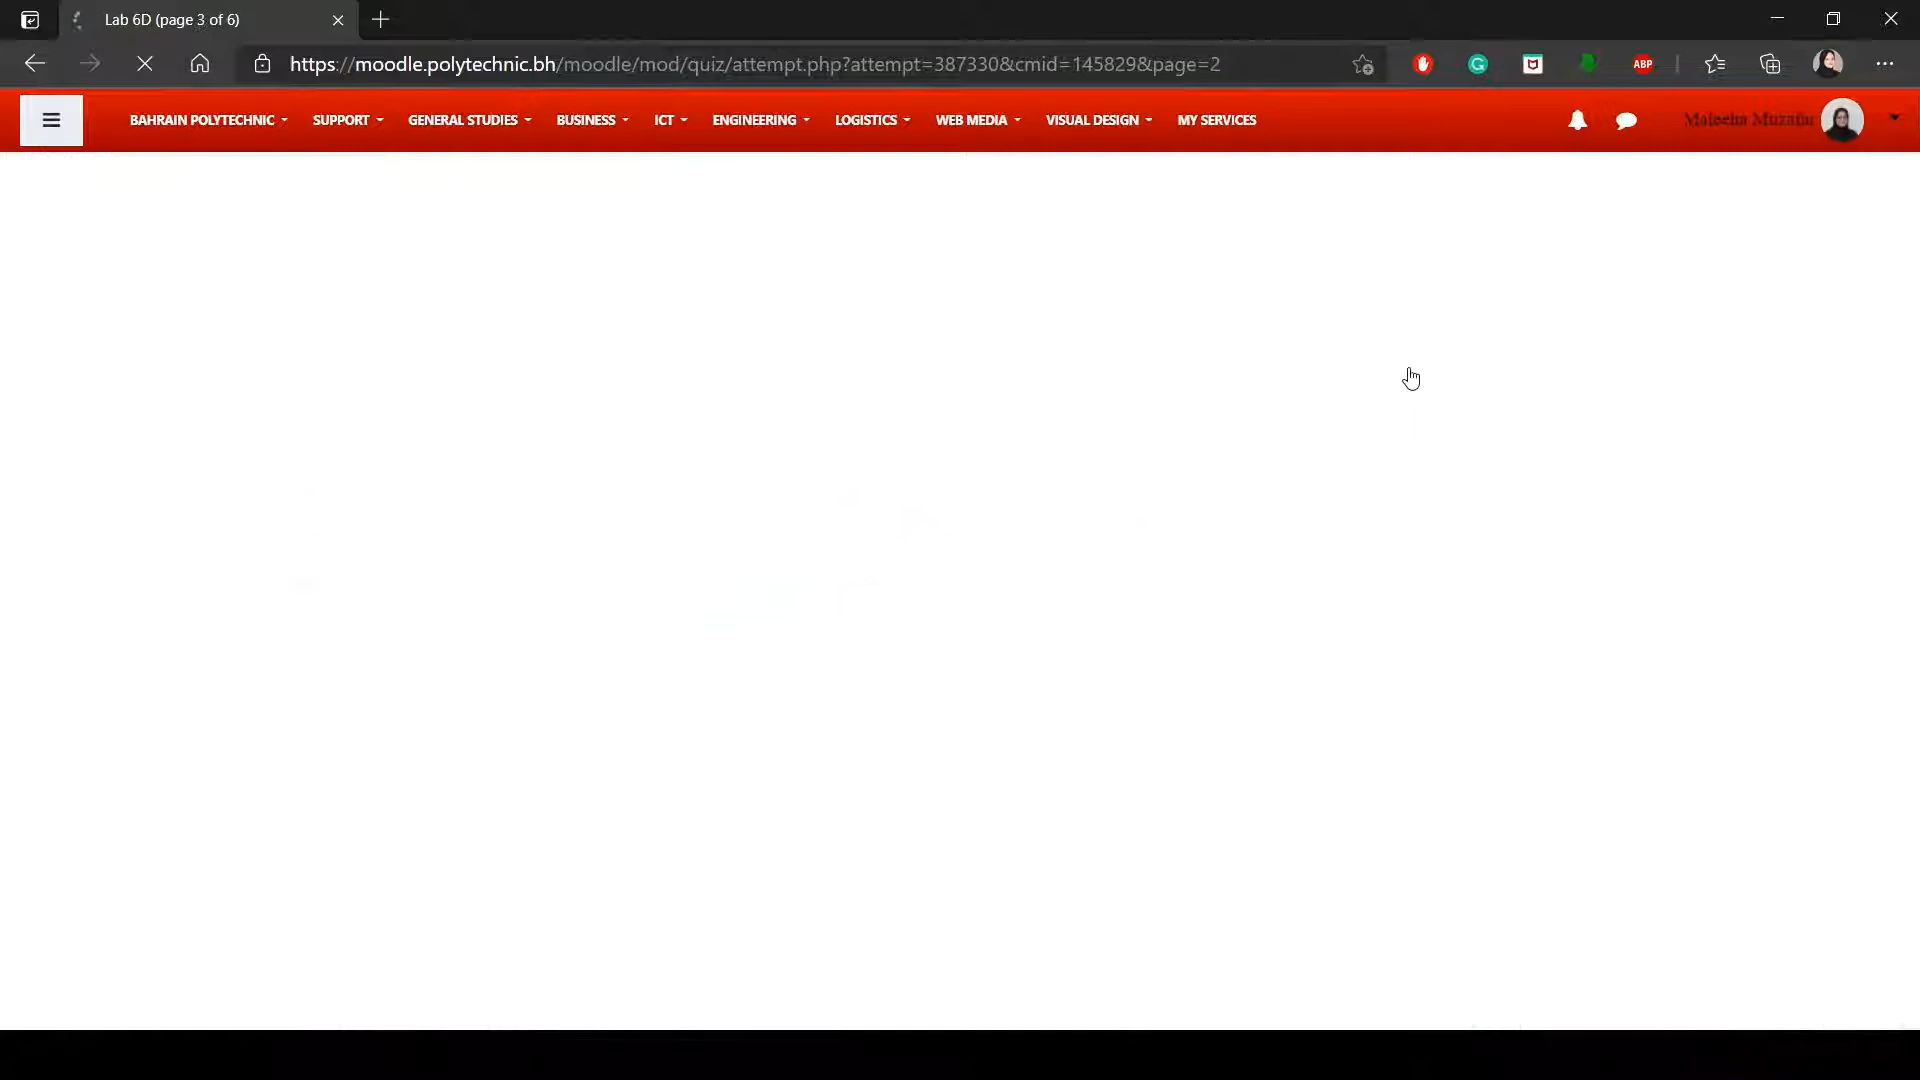 Lab 6D (page 3 of 6)
https://moodle.polytechnic.bh/moodle/mod/quiz/attempt.php?attempt=387330&cmid=145829&page=2
ABP
BAHRAIN POLYTECHNIC SUPPORT GENERAL STUDIES BUSINESS ICT ENGINEERING LOGISTICS WEB MEDIA VISUAL DESIGN MY SERVICES